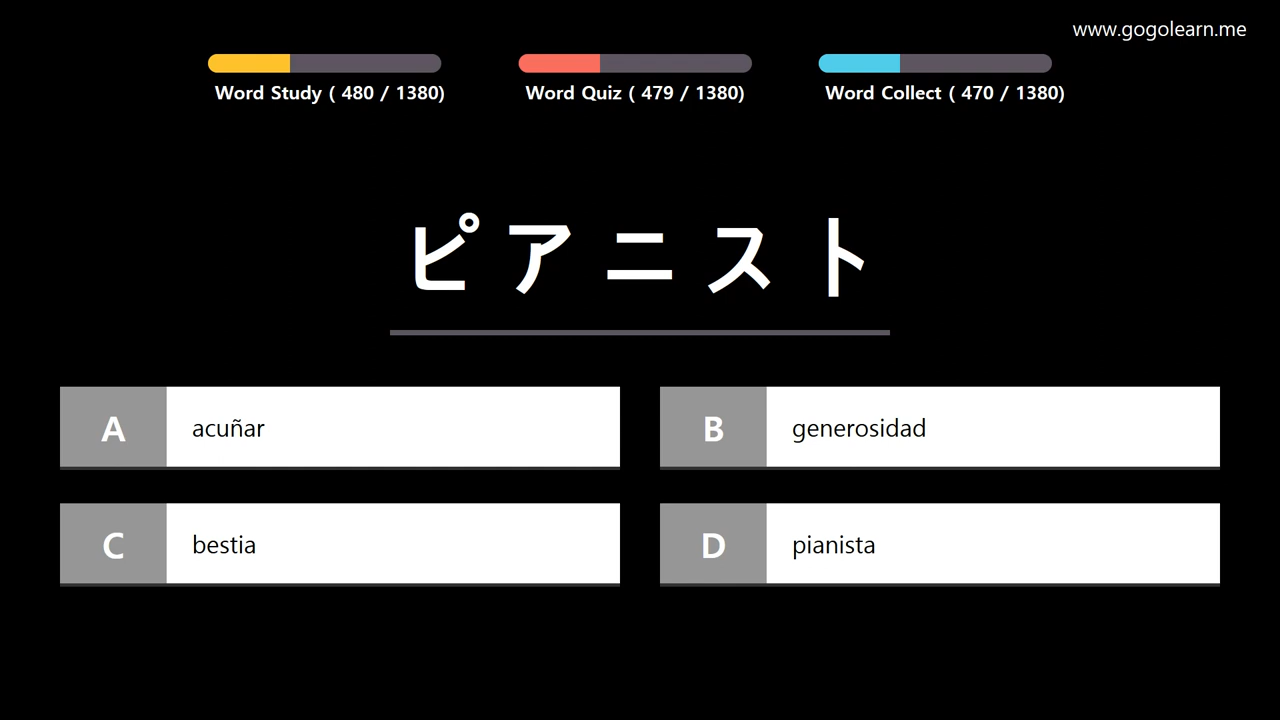 www.gogolearn.me
Word Study ( 480 / 1380)
Word Quiz ( 479 / 1380)
Word Collect ( 470 / 1380)
ピアニスト
A acuñar
B generosidad
C bestia
D pianista